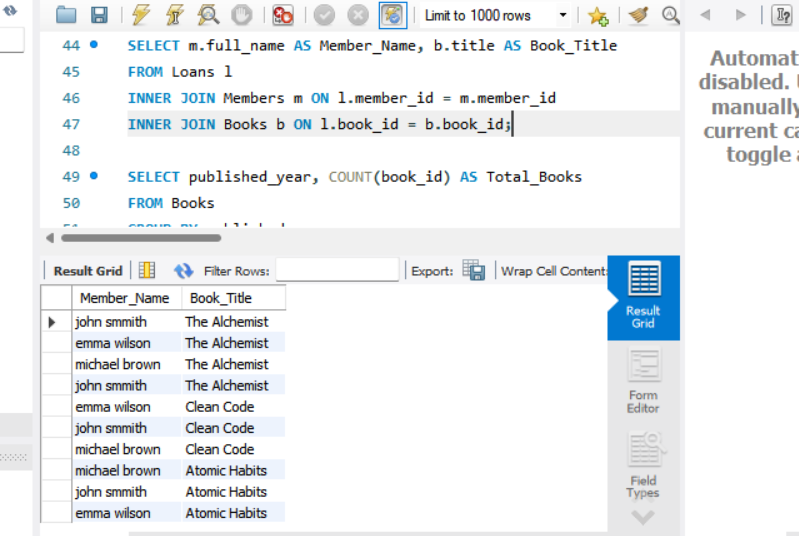 Limit to 1000 rows
44 SELECT m.full_name AS Member_Name, b.title AS Book_Title
45 FROM Loans l
46 INNER JOIN Members m ON l.member_id = m.member_id
47 INNER JOIN Books b ON l.book_id = b.book_id;
48
49 SELECT published_year, COUNT(book_id) AS Total_Books
50 FROM Books
Automat
disabled.
manually
current ca
toggle a
Result Grid Filter Rows: Export: Wrap Cell Content:
Member_Name Book_Title
john smmith The Alchemist
emma wilson The Alchemist
michael brown The Alchemist
john smmith The Alchemist
emma wilson Clean Code
john smmith Clean Code
michael brown Clean Code
michael brown Atomic Habits
john smmith Atomic Habits
emma wilson Atomic Habits
Result
Grid
Form
Editor
Field
Types